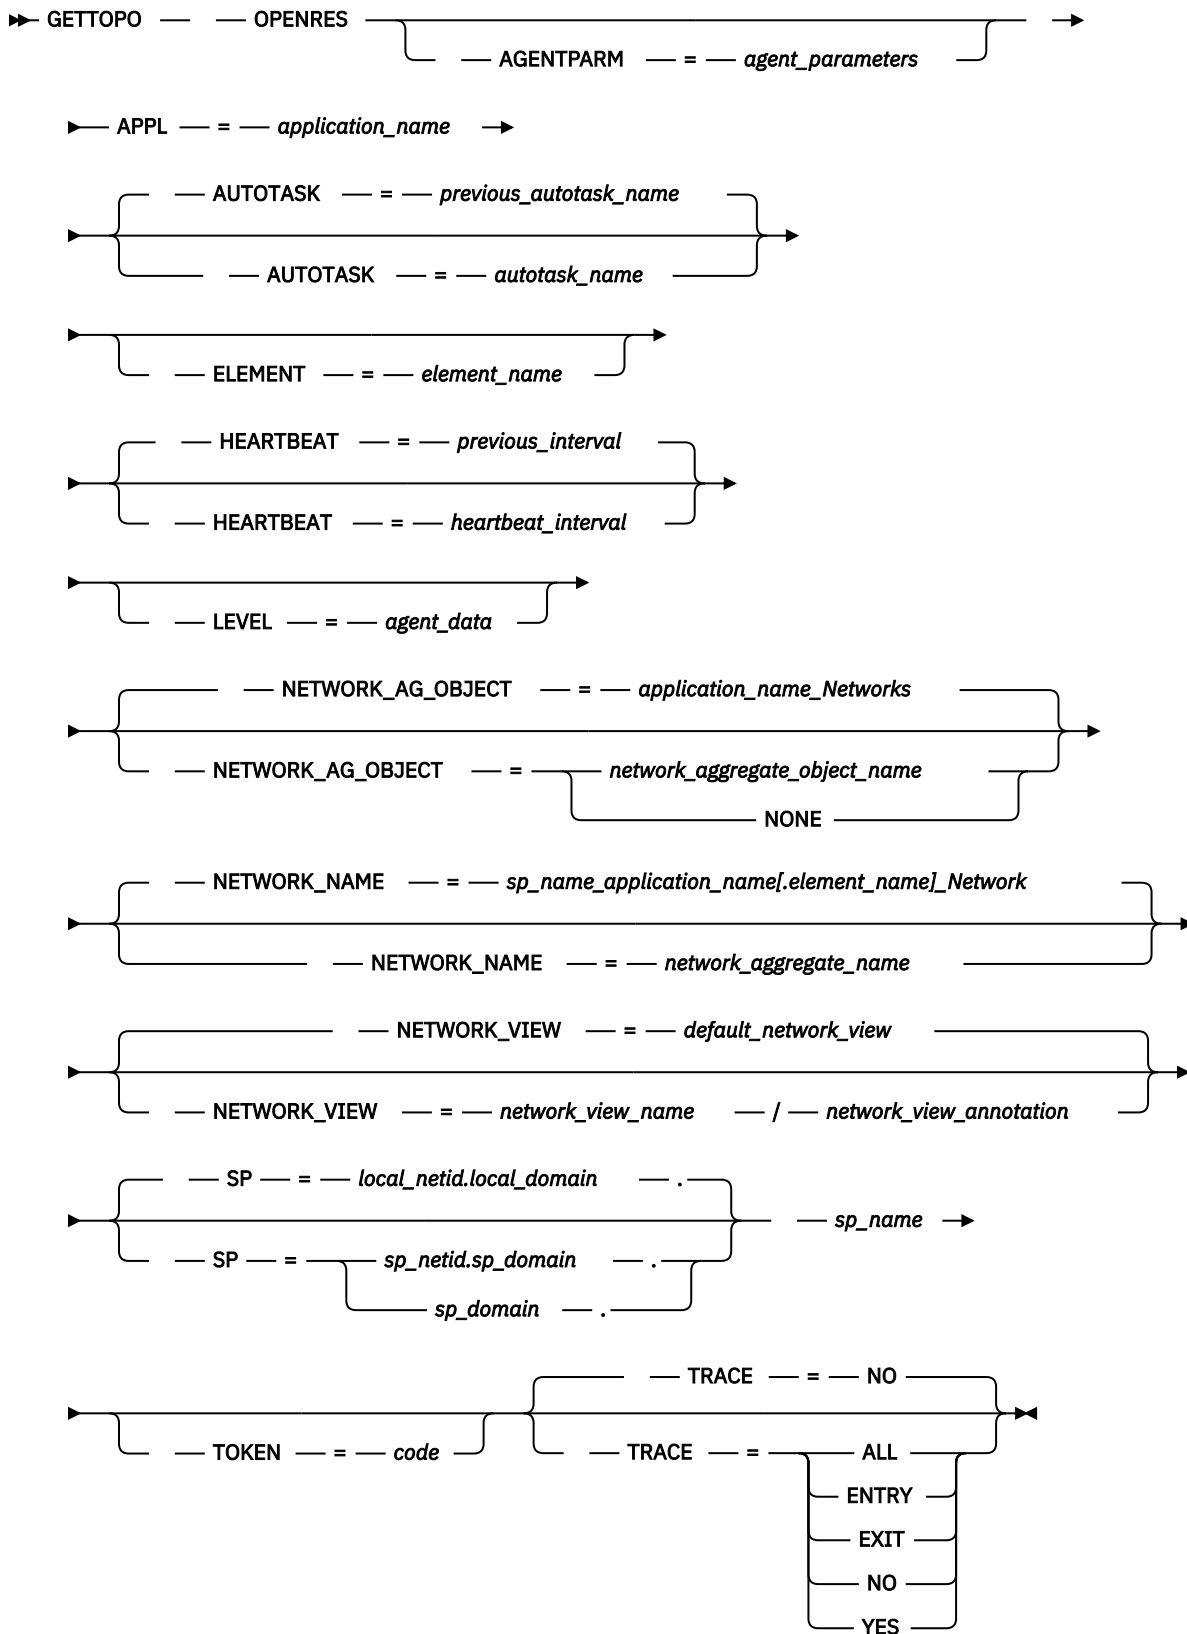 GETTOPO OPENRES
AGENTPARM = agent_parameters
APPL = application_name
AUTOTASK = previous_autotask_name
AUTOTASK = autotask_name
ELEMENT = element_name
HEARTBEAT = previous_interval
HEARTBEAT = heartbeat_interval
LEVEL = agent_data
NETWORK_AG_OBJECT = application_name_Networks
NETWORK_AG_OBJECT = network_aggregate_object_name
NONE
NETWORK_NAME = sp_name_application_name[.element_name]_Network
NETWORK_NAME = network_aggregate_name
NETWORK_VIEW = default_network_view
NETWORK_VIEW = network_view_name / network_view_annotation
SP = local_netid.local_domain .
sp_name
SP = sp_netid.sp_domain .
sp_domain .
TRACE = NO
TOKEN = code
TRACE = ALL
ENTRY
EXIT
NO
YES